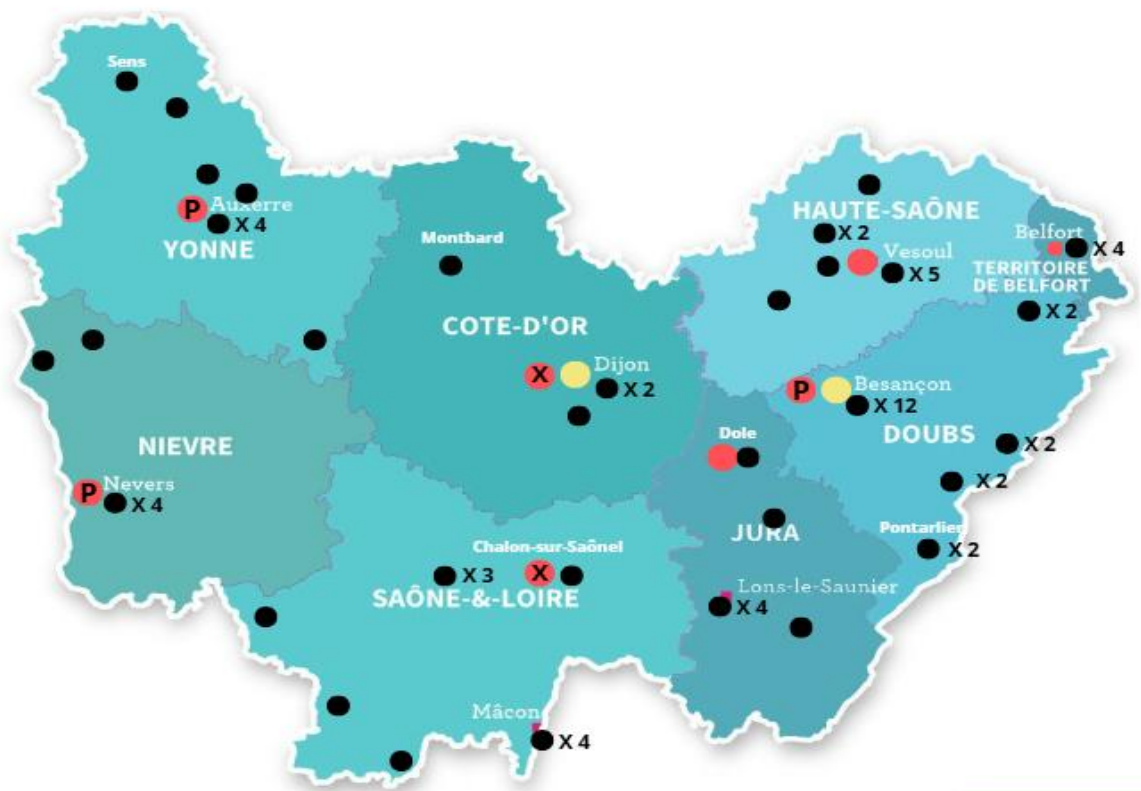 Sens
P Auxerre
X 4
YONNE
Montbard
COTE-D'OR
X Dijon
X 2
HAUTE-SAÔNE
X 2
Vesoul
X 5
Belfort
X 4
TERRITOIRE
DE BELFORT
X 2
P Besançon
X 12
DOUBS
X 2
X 2
Pontarlier
X 2
NIEVRE
P Nevers
X 4
Dole
JURA
Lons-le-Saunier
X 4
Chalon-sur-Saônel
X 3 X
SAÔNE-&-LOIRE
Mâcon
X 4